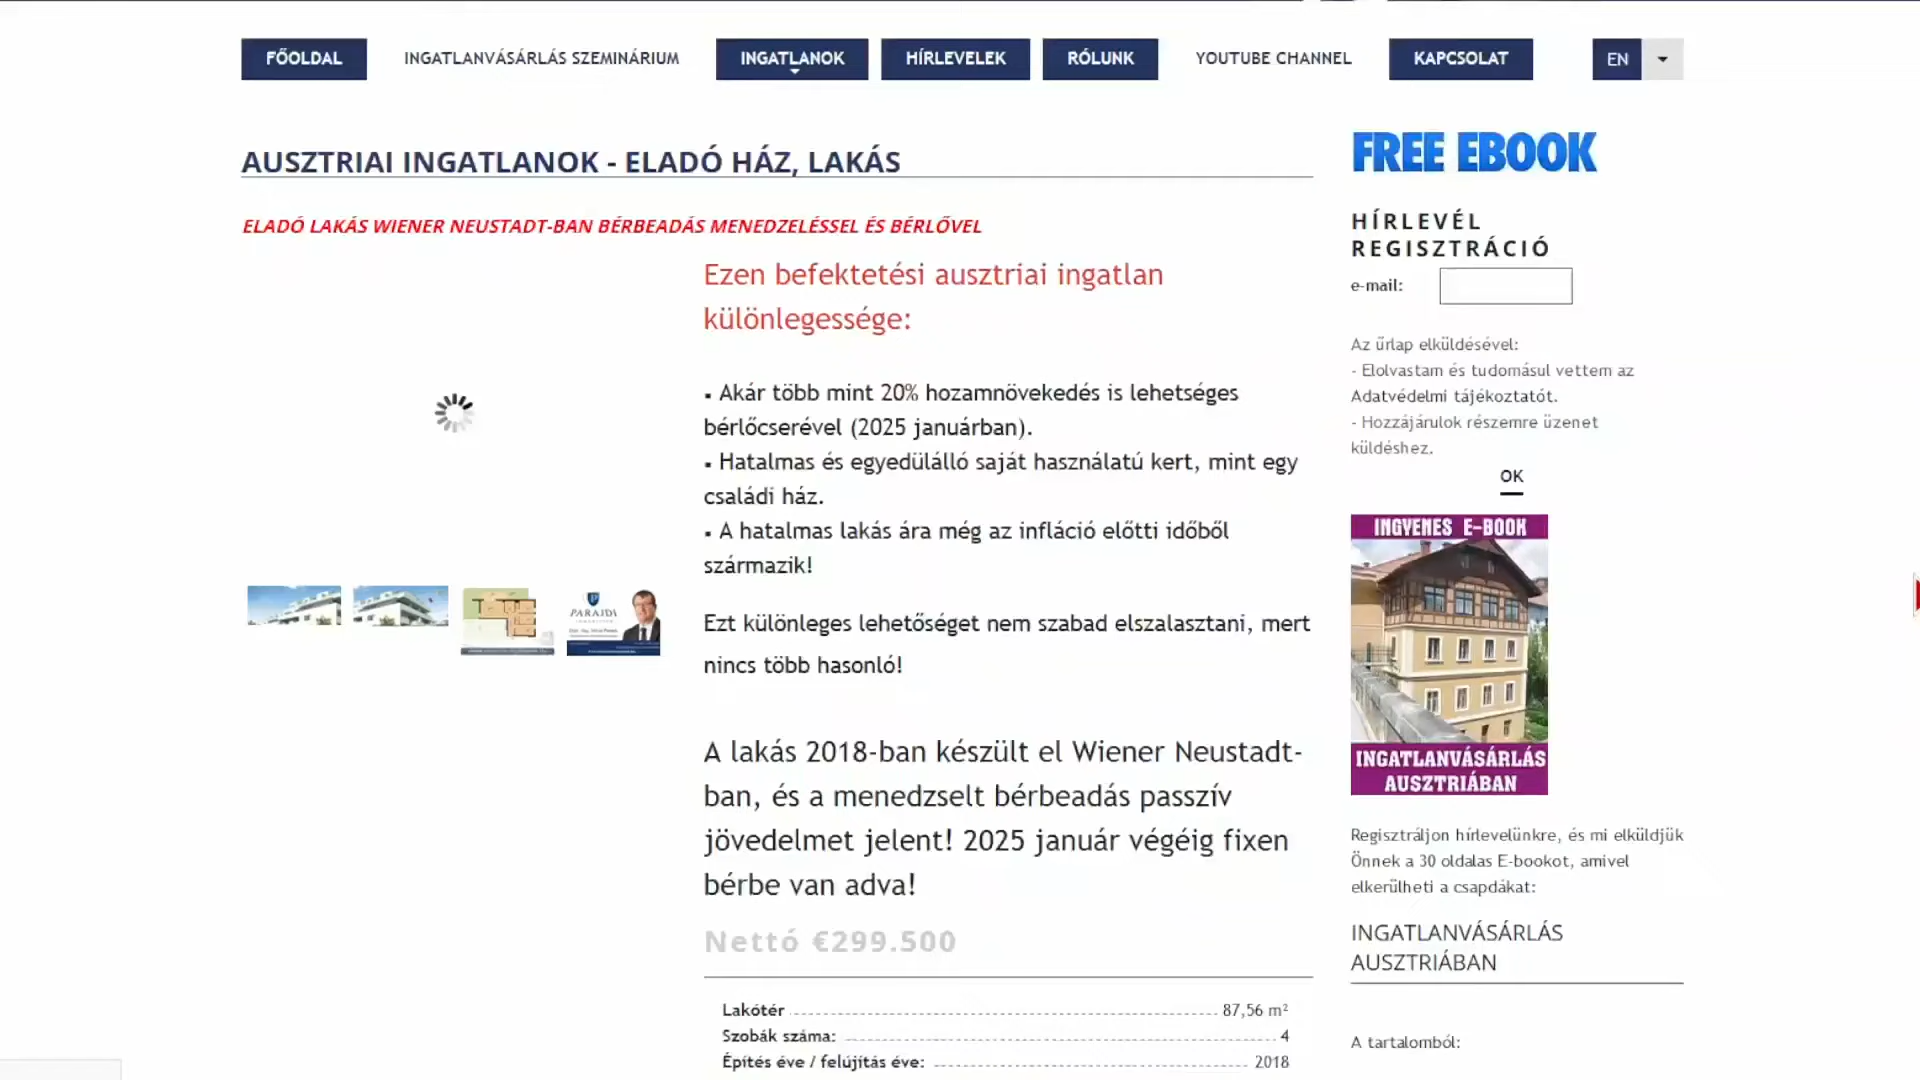 FŐOLDAL
INGATLANVÁSÁRLÁS SZEMINÁRIUM
INGATLANOK
HÍRLEVELEK
RÓLUNK
YOUTUBE CHANNEL
KAPCSOLAT
EN
AUSZTRIAI INGATLANOK - ELADÓ HÁZ, LAKÁS
ELADÓ LAKÁS WIENER NEUSTADT-BAN BÉRBEADÁS MENEDZELÉSSEL ÉS BÉRLŐVEL
Ezen befektetési ausztriai ingatlan
különlegessége:
▪ Akár több mint 20% hozamnövekedés is lehetséges
bérlőcserével (2025 januárban).
▪ Hatalmas és egyedülálló saját használatú kert, mint egy
családi ház.
▪ A hatalmas lakás ára még az infláció előtti időből
származik!
Ezt különleges lehetőséget nem szabad elszalasztani, mert
nincs több hasonló!
A lakás 2018-ban készült el Wiener Neustadt-
ban, és a menedzselt bérbeadás passzív
jövedelmet jelent! 2025 január végéig fixen
bérbe van adva!
Nettó €299.500
Lakótér 87,56 m²
Szobák száma: 4
Építés éve / felújítás éve: 2018
PARAJDI
FREE EBOOK
HÍRLEVÉL
REGISZTRÁCIÓ
e-mail:
Az űrlap elküldésével:
- Elolvastam és tudomásul vettem az
Adatvédelmi tájékoztatót.
- Hozzájárulok részemre üzenet
küldéshez.
OK
INGYENES E-BOOK
INGATLANVÁSÁRLÁS
AUSZTRIÁBAN
Regisztráljon hírlevelünkre, és mi elküldjük
Önnek a 30 oldalas E-bookot, amivel
elkerülheti a csapdákat:
INGATLANVÁSÁRLÁS
AUSZTRIÁBAN
A tartalomból: